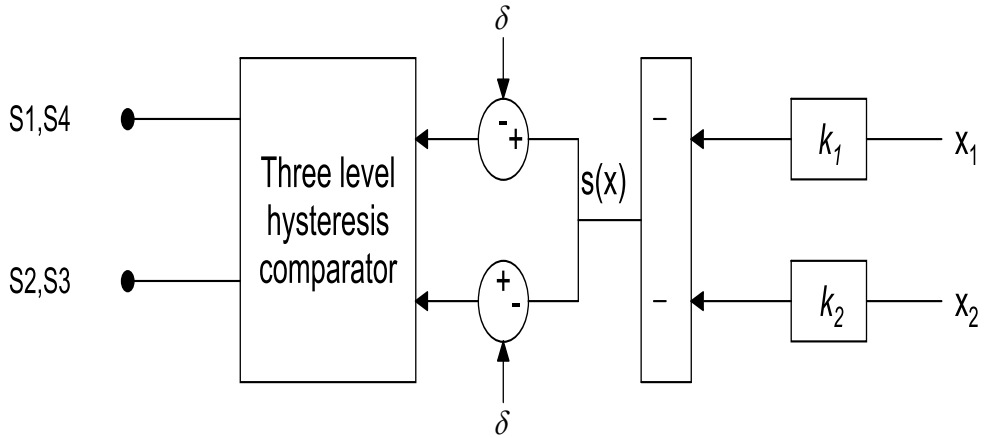 δ
S1,S4
-
+
−
k₁
x₁
Three level
hysteresis
comparator
s(x)
S2,S3
+
-
−
k₂
x₂
δ